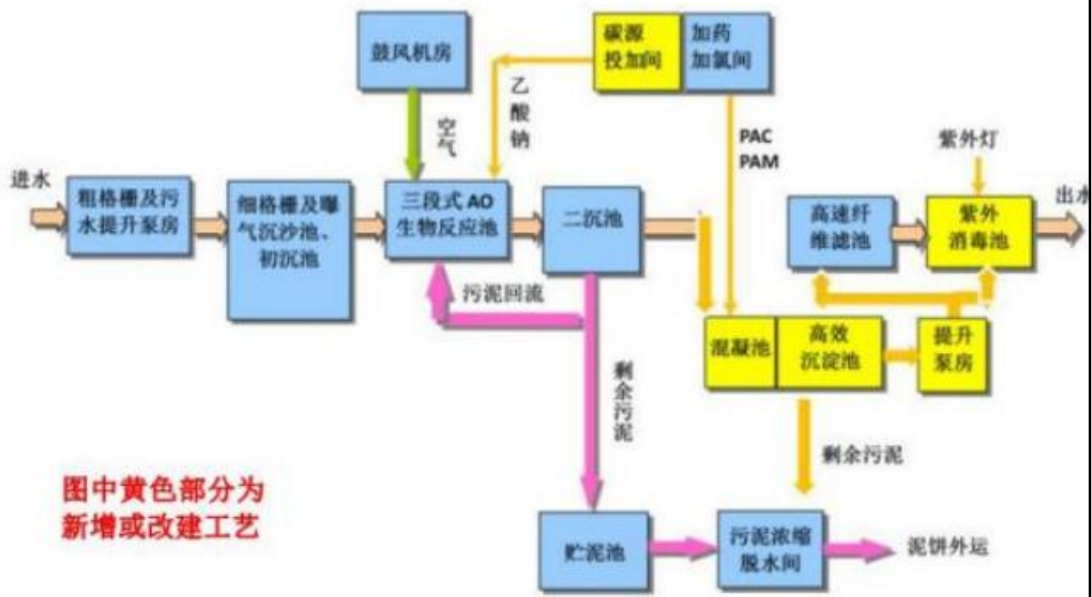 鼓风机房
碳源
投加间
加药
加氯间
空气
乙酸钠
PAC
PAM
紫外灯
进水
粗格栅及污
水提升泵房
细格栅及曝
气沉沙池、
初沉池
三段式 AO
生物反应池
二沉池
高速纤
维滤池
紫外
消毒池
出水
污泥回流
混凝池
高效
沉淀池
提升
泵房
剩余污泥
剩余污泥
图中黄色部分为
新增或改建工艺
贮泥池
污泥浓缩
脱水间
泥饼外运